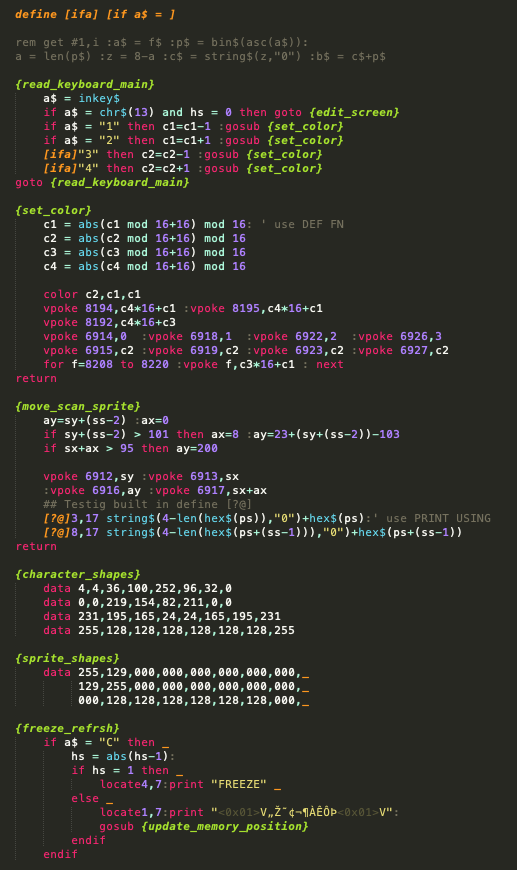 define [ifa] [if a$ = ]
rem get #1,i :a$ = f$ :p$ = bin$(asc(a$)):
a = len(p$) :z = 8-a :c$ = string$(z,"0") :b$ = c$+p$
{read_keyboard_main}
a$ = inkey$
if a$ = chr$(13) and hs = 0 then goto {edit_screen}
if a$ = "1" then c1=c1-1 :gosub {set_color}
if a$ = "2" then c1=c1+1 :gosub {set_color}
[ifa]"3" then c2=c2-1 :gosub {set_color}
[ifa]"4" then c2=c2+1 :gosub {set_color}
goto {read_keyboard_main}
{set_color}
c1 = abs(c1 mod 16+16) mod 16: ' use DEF FN
c2 = abs(c2 mod 16+16) mod 16
c3 = abs(c3 mod 16+16) mod 16
c4 = abs(c4 mod 16+16) mod 16
color c2,c1,c1
vpoke 8194,c4*16+c1 :vpoke 8195,c4*16+c1
vpoke 8192,c4*16+c3
vpoke 6914,0  :vpoke 6918,1  :vpoke 6922,2  :vpoke 6926,3
vpoke 6915,c2 :vpoke 6919,c2 :vpoke 6923,c2 :vpoke 6927,c2
for f=8208 to 8220 :vpoke f,c3*16+c1 : next
return
{move_scan_sprite}
ay=sy+(ss-2) :ax=0
if sy+(ss-2) > 101 then ax=8 :ay=23+(sy+(ss-2))-103
if sx+ax > 95 then ay=200
vpoke 6912,sy :vpoke 6913,sx
:vpoke 6916,ay :vpoke 6917,sx+ax
## Testig built in define [?@]
[?@]3,17 string$(4-len(hex$(ps)),"0")+hex$(ps):' use PRINT USING
[?@]8,17 string$(4-len(hex$(ps+(ss-1))),"0")+hex$(ps+(ss-1))
return
{character_shapes}
data 4,4,36,100,252,96,32,0
data 0,0,219,154,82,211,0,0
data 231,195,165,24,24,165,195,231
data 255,128,128,128,128,128,128,255
{sprite_shapes}
data 255,129,000,000,000,000,000,000,_
129,255,000,000,000,000,000,000,_
000,128,128,128,128,128,128,000,_
{freeze_refrsh}
if a$ = "C" then _
hs = abs(hs-1):
if hs = 1 then _
locate4,7:print "FREEZE" _
else _
locate1,7:print "<0x01>V„Ž˜¢¬¶ÀÊÔÞ<0x01>V":
gosub {update_memory_position}
endif
endif